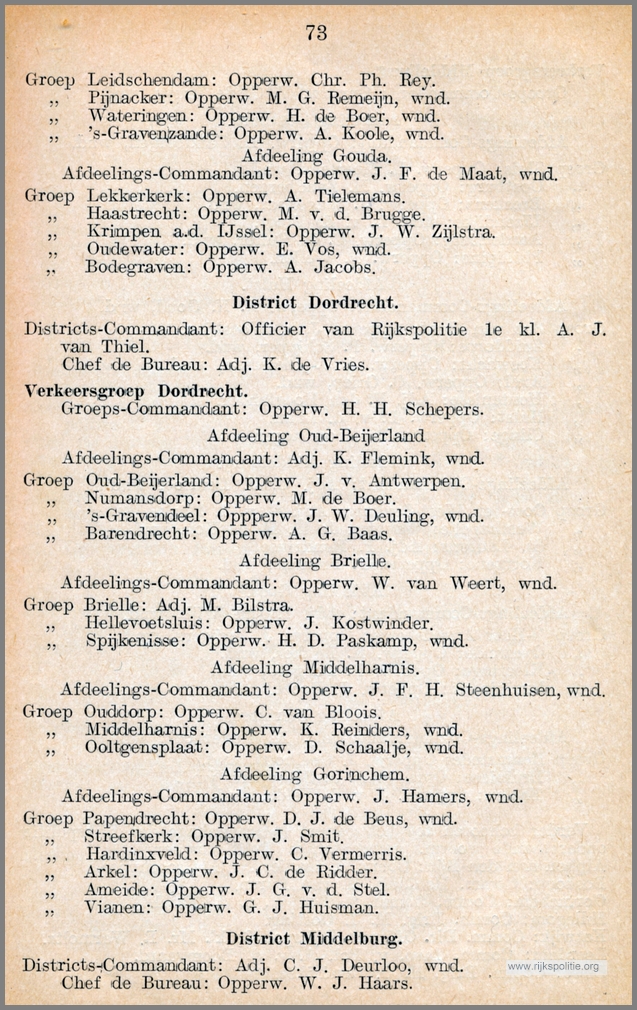 73
Groep Leidschendam: Opperw. Chr. Ph. Rey.
„ Pijnacker: Opperw. M. G. Remeijn, wnd.
„ Wateringen: Opperw. H. de Boer, wnd.
„ 's-Gravenzande: Opperw. A. Koole, wnd.
Afdeeling Gouda.
Afdeelings-Commandant: Opperw. J. F. de Maat, wnd.
Groep Lekkerkerk: Opperw. A. Tielemans.
„ Haastrecht: Opperw. M. v. d. Brugge.
„ Krimpen a.d. IJssel: Opperw. J. W. Zijlstra.
„ Oudewater: Opperw. E. Vos, wnd.
„ Bodegraven: Opperw. A. Jacobs.
District Dordrecht.
Districts-Commandant: Officier van Rijkspolitie 1e kl. A. J.
van Thiel.
Chef de Bureau: Adj. K. de Vries.
Verkeersgroep Dordrecht.
Groeps-Commandant: Opperw. H. H. Schepers.
Afdeeling Oud-Beijerland
Afdeelings-Commandant: Adj. K. Flemink, wnd.
Groep Oud-Beijerland: Opperw. J. v. Antwerpen.
„ Numansdorp: Opperw. M. de Boer.
„ 's-Gravendeel: Oppperw. J. W. Deuling, wnd.
„ Barendrecht: Opperw. A. G. Baas.
Afdeeling Brielle.
Afdeelings-Commandant: Opperw. W. van Weert, wnd.
Groep Brielle: Adj. M. Bilstra.
„ Hellevoetsluis: Opperw. J. Kostwinder.
„ Spijkenisse: Opperw. H. D. Paskamp, wnd.
Afdeeling Middelharnis.
Afdeelings-Commandant: Opperw. J. F. H. Steenhuisen, wnd.
Groep Ouddorp: Opperw. C. van Bloois.
„ Middelharnis: Opperw. K. Reinders, wnd.
„ Ooltgensplaat: Opperw. D. Schaalje, wnd.
Afdeeling Gorinchem.
Afdeelings-Commandant: Opperw. J. Hamers, wnd.
Groep Papendrecht: Opperw. D. J. de Beus, wnd.
„ Streefkerk: Opperw. J. Smit.
„ Hardinxveld: Opperw. C. Vermerris.
„ Arkel: Opperw. J. C. de Ridder.
„ Ameide: Opperw. J. G. v. d. Stel.
„ Vianen: Opperw. G. J. Huisman.
District Middelburg.
Districts-Commandant: Adj. C. J. Deurloo, wnd.
www.rijkspolitie.org
Chef de Bureau: Opperw. W. J. Haars.